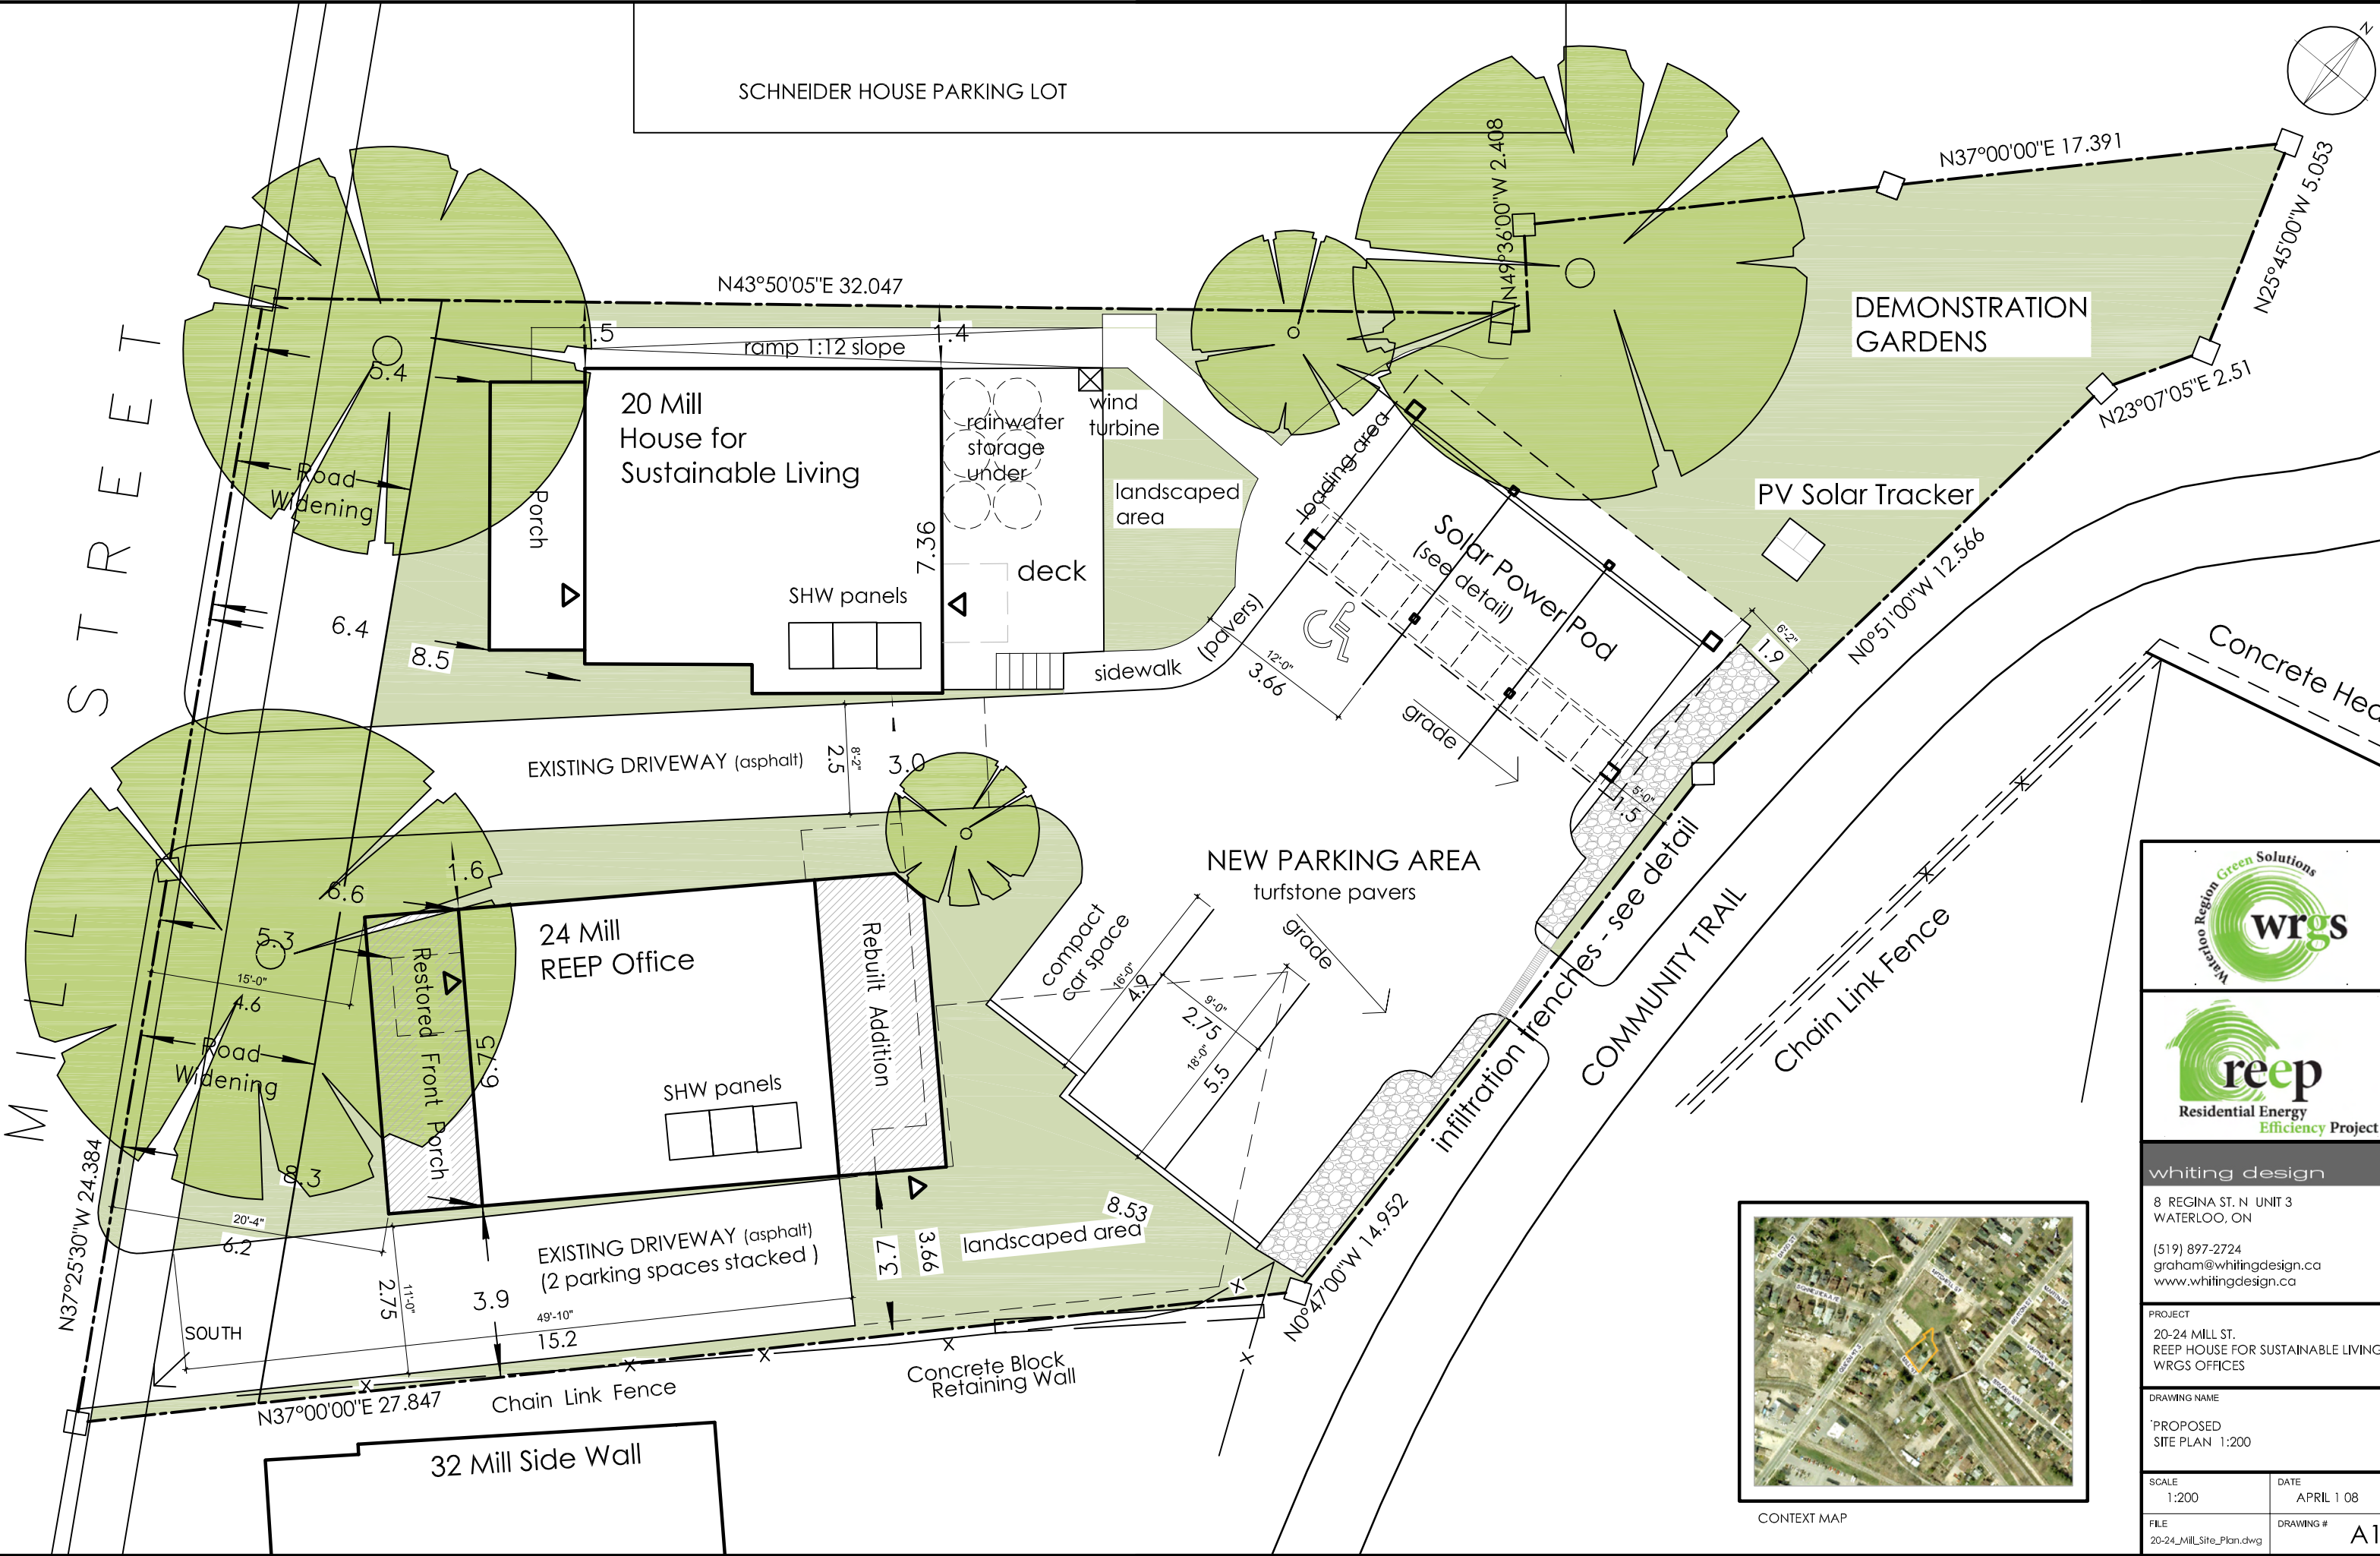 SCHNEIDER HOUSE PARKING LOT
N
N37°00'00"E 17.391
N49°36'00"W 2.408
N25°45'00"W 5.053
N43°50'05"E 32.047
DEMONSTRATION
GARDENS
1.5
1.4
ramp 1:12 slope
5.4
N23°07'05"E 2.51
20 Mill
House for
Sustainable Living
rainwater
storage
under
wind
turbine
loading area
Road
Widening
Porch
landscaped
area
PV Solar Tracker
7.36
deck
Solar Power Pod
(see detail)
N0°51'00"W 12.566
SHW panels
6.4
8.5
sidewalk
(pavers)
12'-0"
3.66
6'-2"
1.9
Concrete Hea
MILL STREET
grade
EXISTING DRIVEWAY (asphalt)
8'-2"
2.5
3.0
5'-0"
1.5
NEW PARKING AREA
turfstone pavers
1.6
6.6
5.3
15'-0"
4.6
24 Mill
REEP Office
Rebuilt Addition
Restored Front Porch
compact
car space
16'-0"
4.9
grade
9'-0"
2.75
18'-0"
5.5
infiltration trenches - see detail
COMMUNITY TRAIL
Chain Link Fence
Road
Widening
9.75
SHW panels
8.3
N37°25'30"W 24.384
20'-4"
6.2
EXISTING DRIVEWAY (asphalt)
(2 parking spaces stacked )
3.7
3.66
landscaped area
8.53
N0°47'00"W 14.952
11'-0"
2.75
3.9
49'-10"
15.2
SOUTH
N37°00'00"E 27.847
Chain Link Fence
Concrete Block
Retaining Wall
32 Mill Side Wall
CONTEXT MAP
Waterloo Region Green Solutions
wrgs
reep
Residential Energy
Efficiency Project
whiting design
8 REGINA ST. N UNIT 3
WATERLOO, ON
(519) 897-2724
graham@whitingdesign.ca
www.whitingdesign.ca
PROJECT
20-24 MILL ST.
REEP HOUSE FOR SUSTAINABLE LIVING
WRGS OFFICES
DRAWING NAME
PROPOSED
SITE PLAN 1:200
SCALE
1:200
DATE
APRIL 1 08
FILE
20-24_Mill_Site_Plan.dwg
DRAWING #
A1